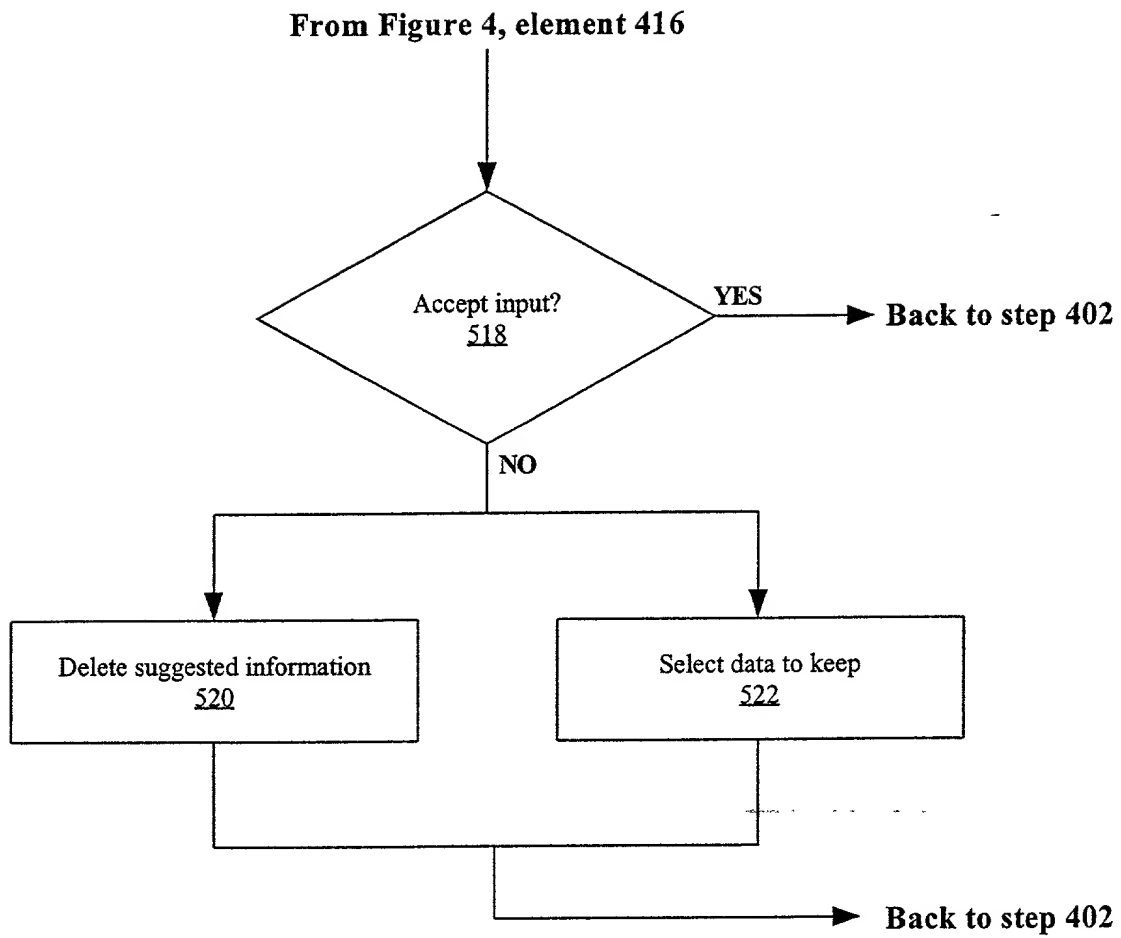 From Figure 4, element 416
Accept input?
518
YES
Back to step 402
NO
Delete suggested information
520
Select data to keep
522
Back to step 402